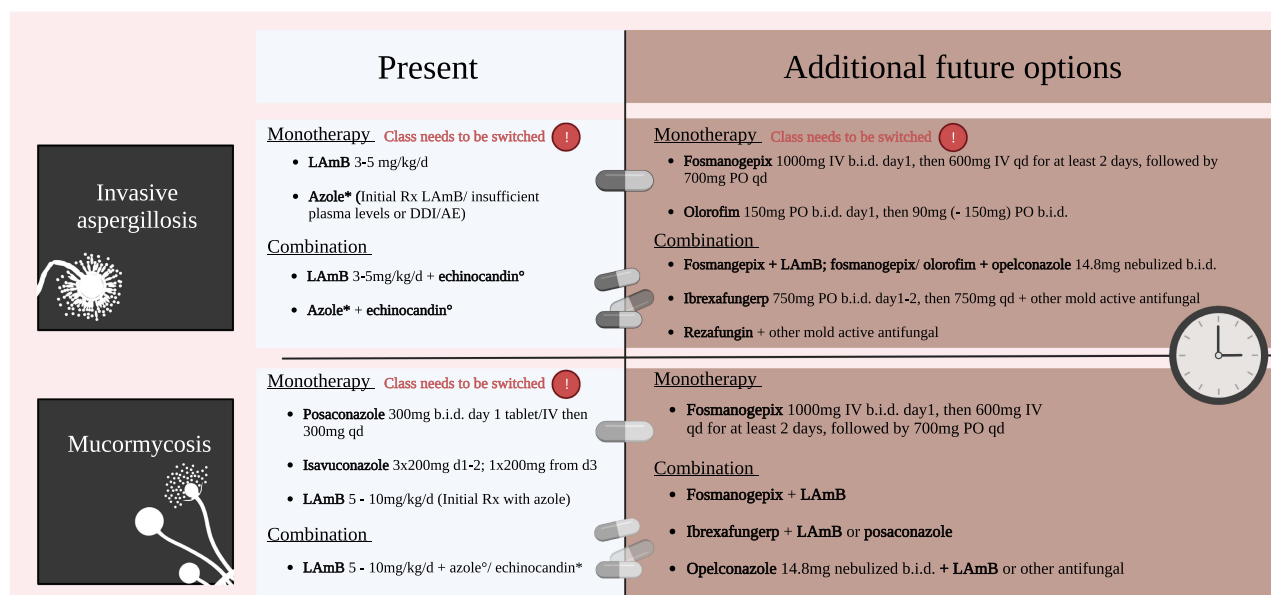 Present
Additional future options
Invasive
aspergillosis
Monotherapy Class needs to be switched !
LAmB 3-5 mg/kg/d
Azole* (Initial Rx LAmB/ insufficient
plasma levels or DDI/AE)
Combination
LAmB 3-5mg/kg/d + echinocandin°
Azole* + echinocandin°
Monotherapy Class needs to be switched !
Fosmanogepix 1000mg IV b.i.d. day1, then 600mg IV qd for at least 2 days, followed by
700mg PO qd
Olorofim 150mg PO b.i.d. day1, then 90mg (- 150mg) PO b.i.d.
Combination
Fosmangepix + LAmB; fosmanogepix/ olorofim + opelconazole 14.8mg nebulized b.i.d.
Ibrexafungerp 750mg PO b.i.d. day1-2, then 750mg qd + other mold active antifungal
Rezafungin + other mold active antifungal
Mucormycosis
Monotherapy Class needs to be switched !
Posaconazole 300mg b.i.d. day 1 tablet/IV then
300mg qd
Isavuconazole 3x200mg d1-2; 1x200mg from d3
LAmB 5 - 10mg/kg/d (Initial Rx with azole)
Combination
LAmB 5 - 10mg/kg/d + azole°/ echinocandin*
Monotherapy
Fosmanogepix 1000mg IV b.i.d. day1, then 600mg IV
qd for at least 2 days, followed by 700mg PO qd
Combination
Fosmanogepix + LAmB
Ibrexafungerp + LAmB or posaconazole
Opelconazole 14.8mg nebulized b.i.d. + LAmB or other antifungal